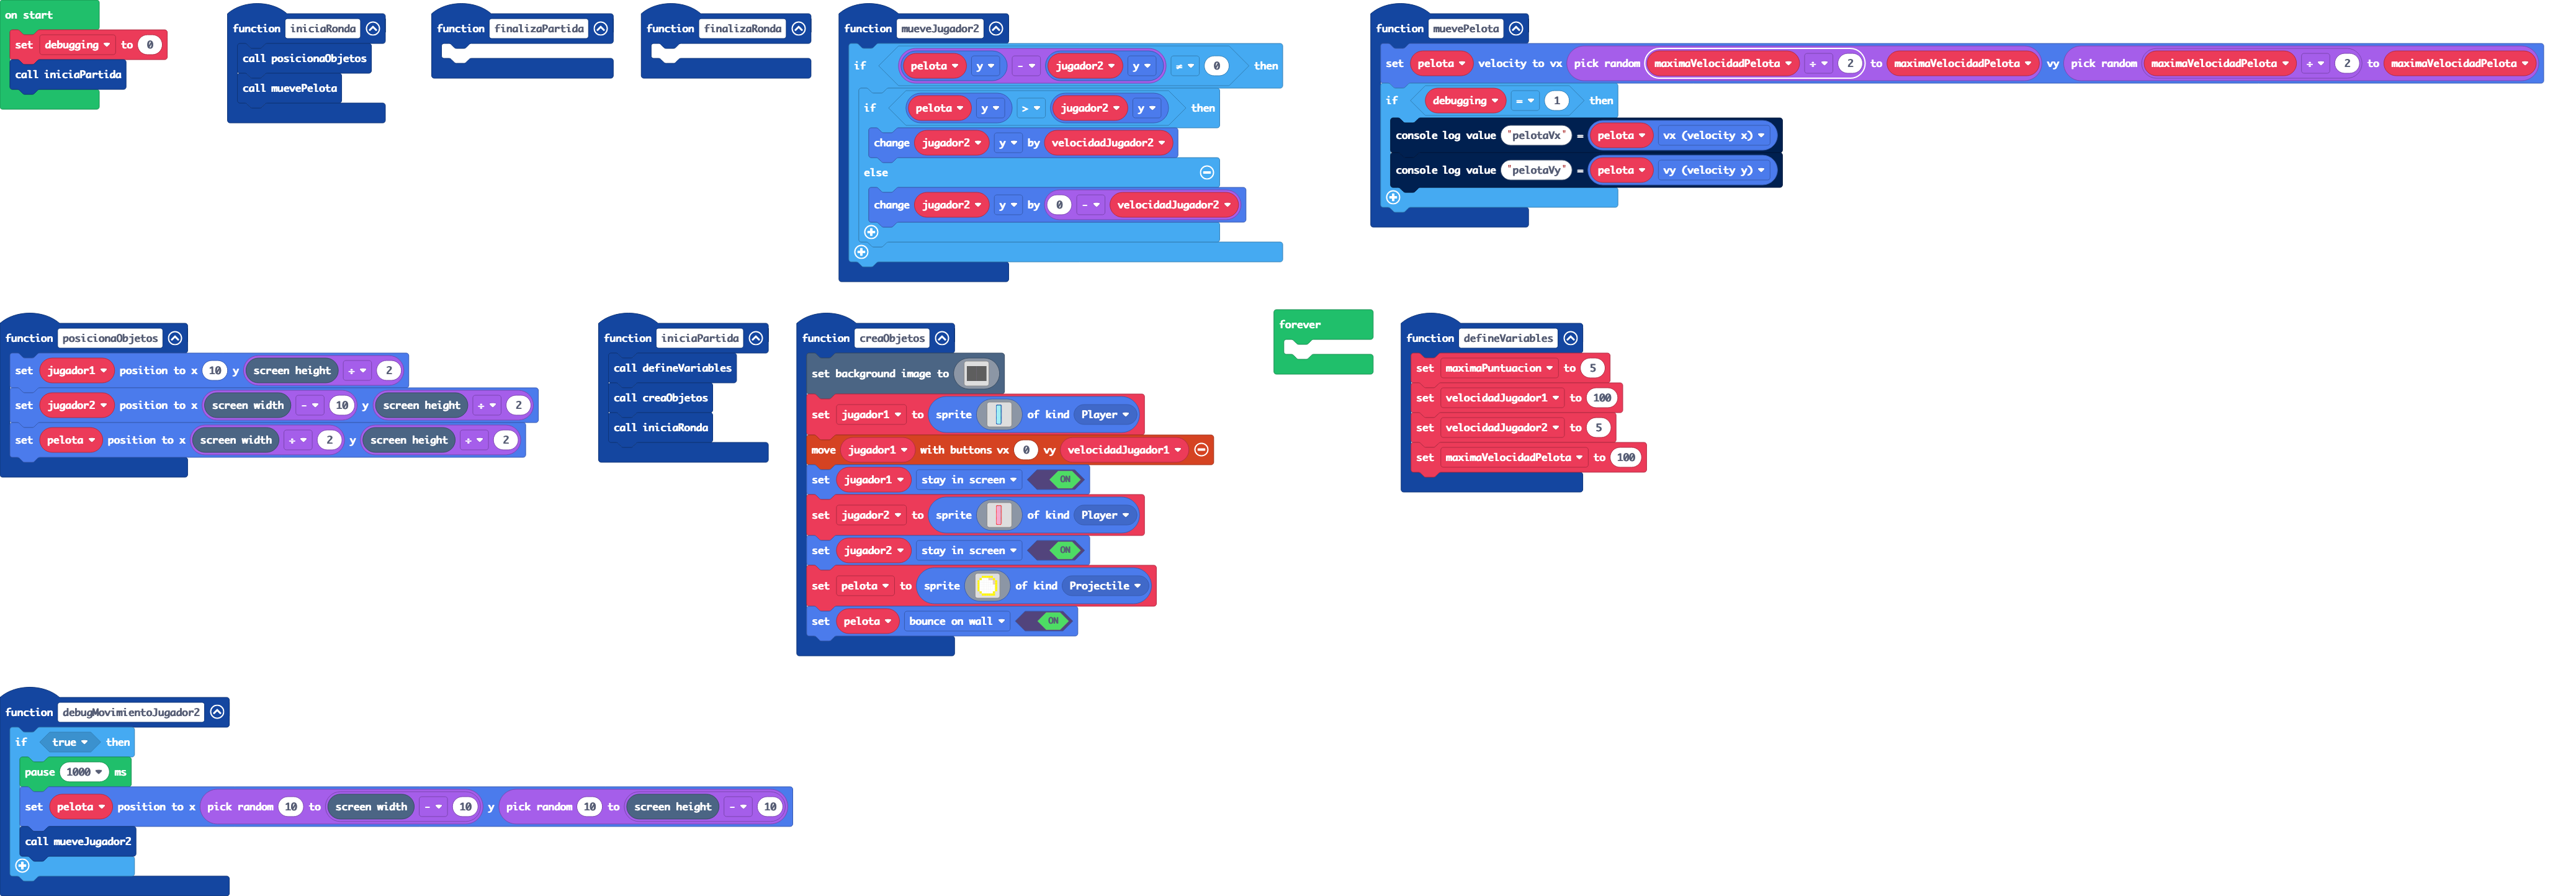 on start
set debugging to 0
call iniciaPartida
function iniciaRonda
call posicionaObjetos
call muevePelota
function finalizaPartida
function finalizaRonda
function mueveJugador2
if pelota y - jugador2 y ≠ 0 then
if pelota y > jugador2 y then
change jugador2 y by velocidadJugador2
else
change jugador2 y by 0 - velocidadJugador2
function muevePelota
set pelota velocity to vx pick random maximaVelocidadPelota ÷ 2 to maximaVelocidadPelota vy pick random maximaVelocidadPelota ÷ 2 to maximaVelocidadPelota
if debugging = 1 then
console log value "pelotaVx" = pelota vx (velocity x)
console log value "pelotaVy" = pelota vy (velocity y)
function posicionaObjetos
set jugador1 position to x 10 y screen height ÷ 2
set jugador2 position to x screen width - 10 y screen height ÷ 2
set pelota position to x screen width ÷ 2 y screen height ÷ 2
function iniciaPartida
call defineVariables
call creaObjetos
call iniciaRonda
function creaObjetos
set background image to
set jugador1 to sprite of kind Player
move jugador1 with buttons vx 0 vy velocidadJugador1
set jugador1 stay in screen ON
set jugador2 to sprite of kind Player
set jugador2 stay in screen ON
set pelota to sprite of kind Projectile
set pelota bounce on wall ON
forever
function defineVariables
set maximaPuntuacion to 5
set velocidadJugador1 to 100
set velocidadJugador2 to 5
set maximaVelocidadPelota to 100
function debugMovimientoJugador2
if true then
pause 1000 ms
set pelota position to x pick random 10 to screen width - 10 y pick random 10 to screen height - 10
call mueveJugador2